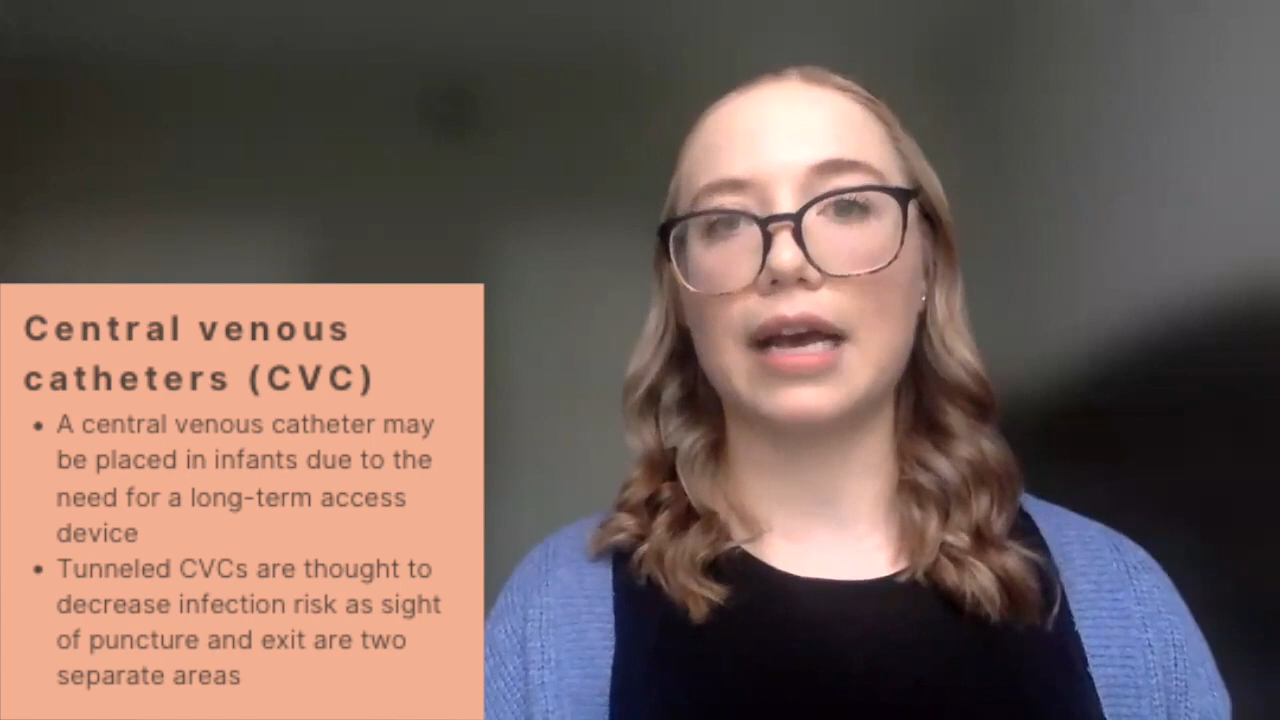 Central venous
catheters (CVC)
• A central venous catheter may
be placed in infants due to the
need for a long-term access
device
• Tunneled CVCs are thought to
decrease infection risk as sight
of puncture and exit are two
separate areas